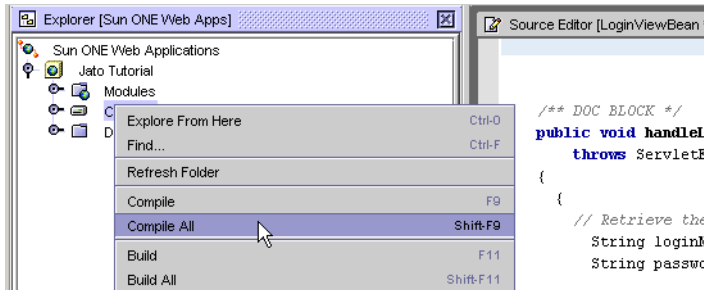 Explorer [Sun ONE Web Apps]
Sun ONE Web Applications
Jato Tutorial
Modules
C
D
Explore From Here Ctrl-O
Find... Ctrl-F
Refresh Folder
Compile F9
Compile All Shift-F9
Build F11
Build All Shift-F11
Source Editor [LoginViewBean
/** DOC BLOCK */
public void handleL
throws ServletE
{
{
// Retrieve the
String loginN
String passwo